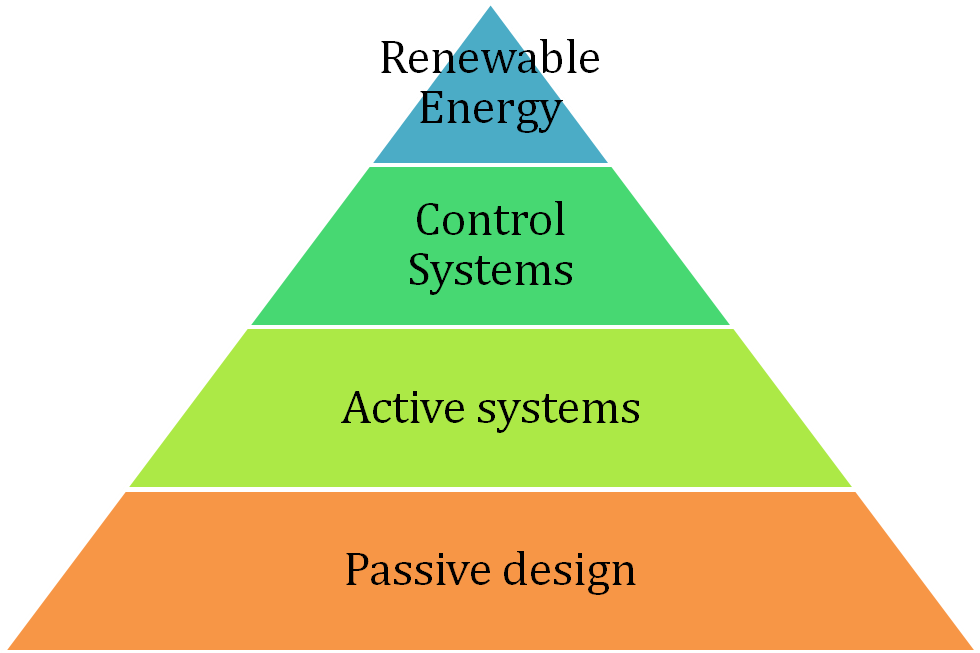 Renewable
Energy
Control
Systems
Active systems
Passive design